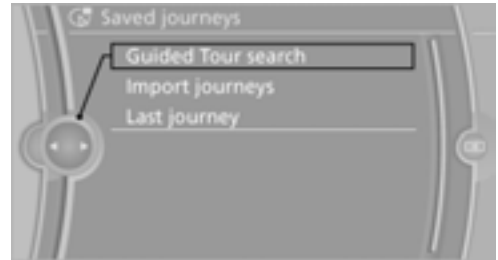 Saved journeys
Guided Tour search
Import journeys
Last journey